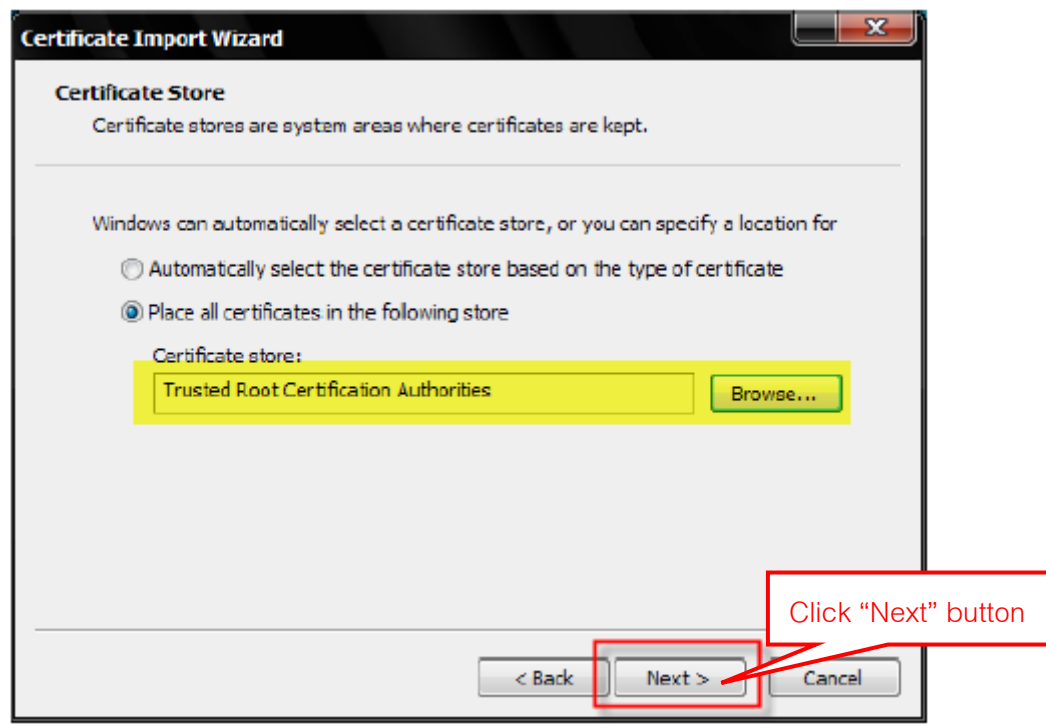 Certificate Import Wizard
Certificate Store
Certificate stores are system areas where certificates are kept.
Windows can automatically select a certificate store, or you can specify a location for
Automatically select the certificate store based on the type of certificate
Place all certificates in the following store
Certificate store:
Trusted Root Certification Authorities
Browse...
Click “Next” button
< Back
Next >
Cancel